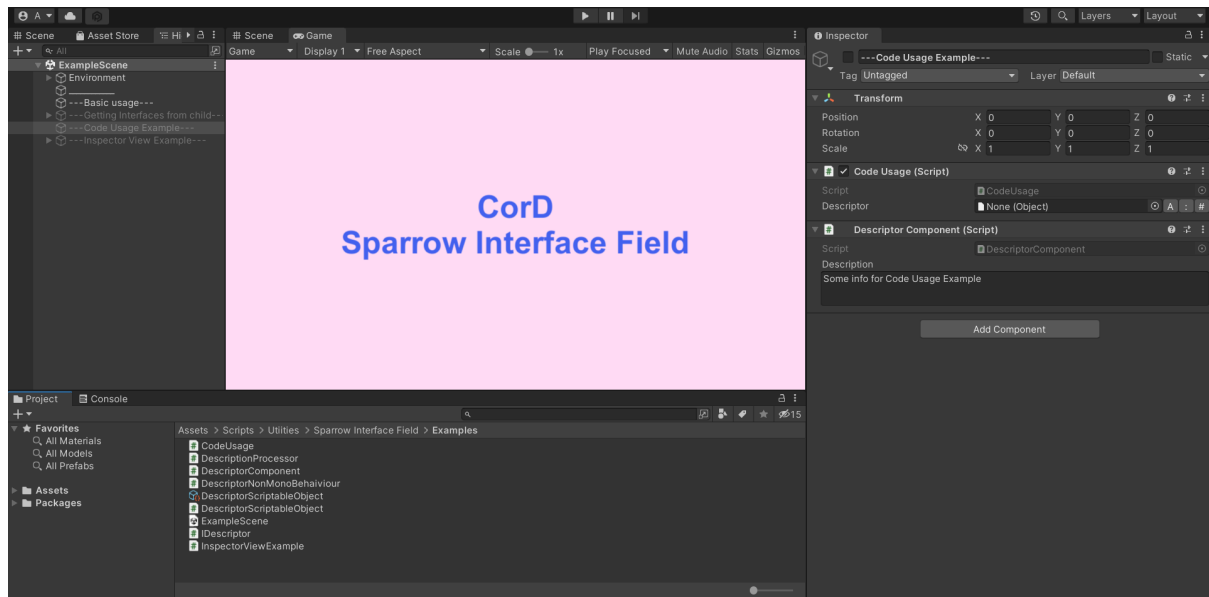 A
Layers
Layout
Scene
Asset Store
Hi
Scene
Game
Inspector
All
Game
Display 1
Free Aspect
Scale
1x
Play Focused
Mute Audio
Stats
Gizmos
ExampleScene
Environment
__________
---Basic usage---
---Getting Interfaces from child--
---Code Usage Example---
---Inspector View Example---
CorD
Sparrow Interface Field
---Code Usage Example---
Static
Tag Untagged
Layer Default
Transform
Position X 0 Y 0 Z 0
Rotation X 0 Y 0 Z 0
Scale X 1 Y 1 Z 1
# Code Usage (Script)
Script # CodeUsage
Descriptor None (Object) A : #
# Descriptor Component (Script)
Script # DescriptorComponent
Description
Some info for Code Usage Example
Add Component
Project
Console
15
Favorites
All Materials
All Models
All Prefabs
Assets
Packages
Assets > Scripts > Utiities > Sparrow Interface Field > Examples
CodeUsage
DescriptionProcessor
DescriptorComponent
DescriptorNonMonoBehaiviour
DescriptorScriptableObject
DescriptorScriptableObject
ExampleScene
IDescriptor
InspectorViewExample